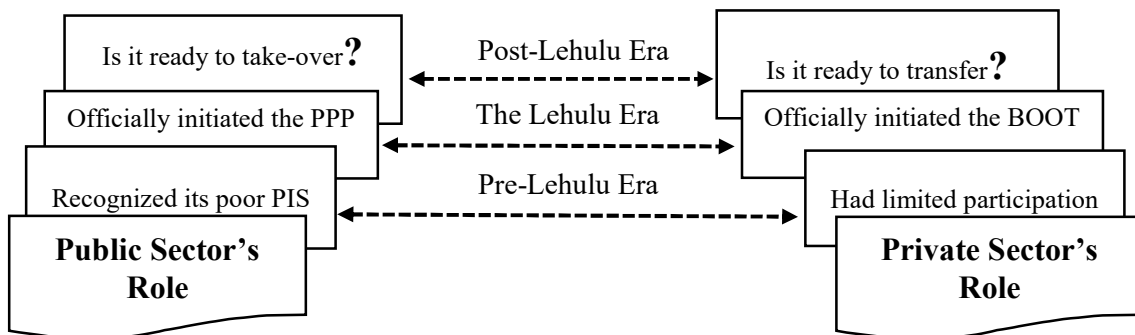 Is it ready to take-over?
Post-Lehulu Era
Is it ready to transfer?
Officially initiated the PPP
The Lehulu Era
Officially initiated the BOOT
Recognized its poor PIS
Pre-Lehulu Era
Had limited participation
Public Sector’s
Role
Private Sector’s
Role